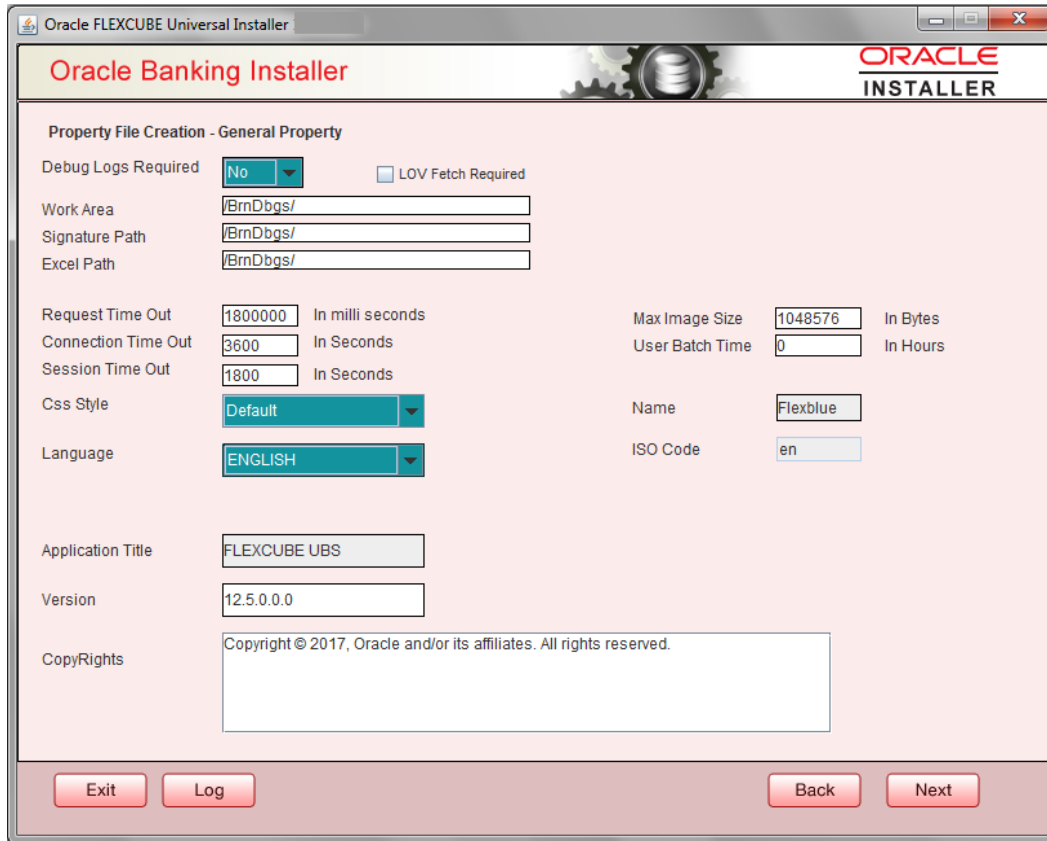 Oracle FLEXCUBE Universal Installer
Oracle Banking Installer
ORACLE
INSTALLER
Property File Creation - General Property
Debug Logs Required No LOV Fetch Required
Work Area /BrnDbgs/
Signature Path /BrnDbgs/
Excel Path /BrnDbgs/
Request Time Out 1800000 In milli seconds Max Image Size 1048576 In Bytes
Connection Time Out 3600 In Seconds User Batch Time 0 In Hours
Session Time Out 1800 In Seconds
Css Style Default Name Flexblue
Language ENGLISH ISO Code en
Application Title FLEXCUBE UBS
Version 12.5.0.0.0
CopyRights Copyright © 2017, Oracle and/or its affiliates. All rights reserved.
Exit Log Back Next